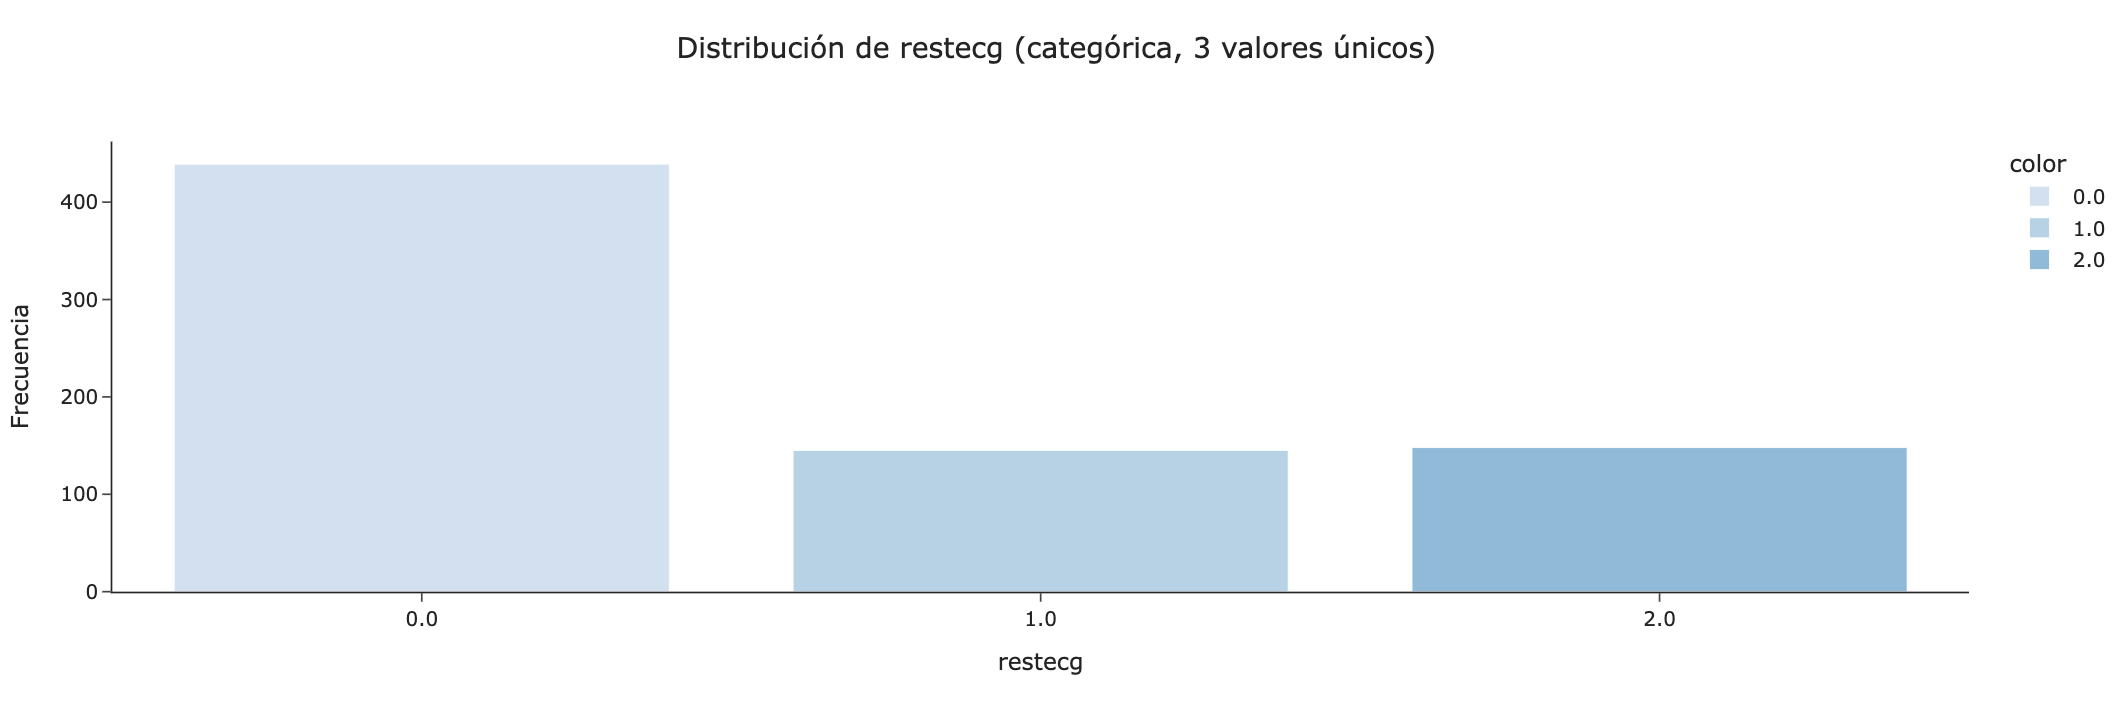 Distribución de restecg (categórica, 3 valores únicos)
color
0.0
1.0
2.0
Frecuencia
400
300
200
100
0
0.0
1.0
2.0
restecg